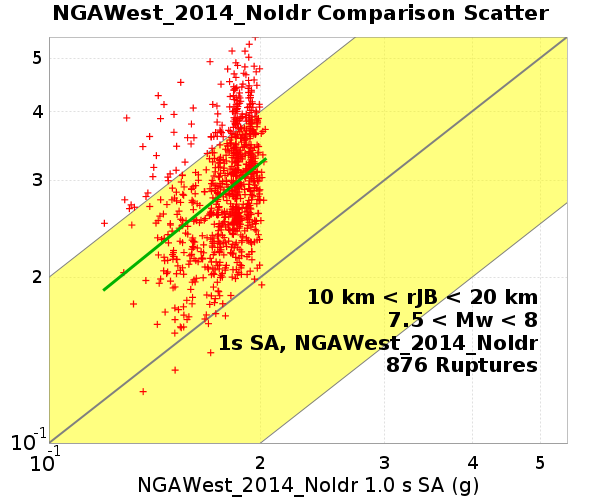 NGAWest_2014_NoIdr Comparison Scatter
5
4
3
2
10 km < rJB < 20 km
7.5 < Mw < 8
1s SA, NGAWest_2014_NoIdr
876 Ruptures
10-1
10-1 2 3 4 5
NGAWest_2014_NoIdr 1.0 s SA (g)